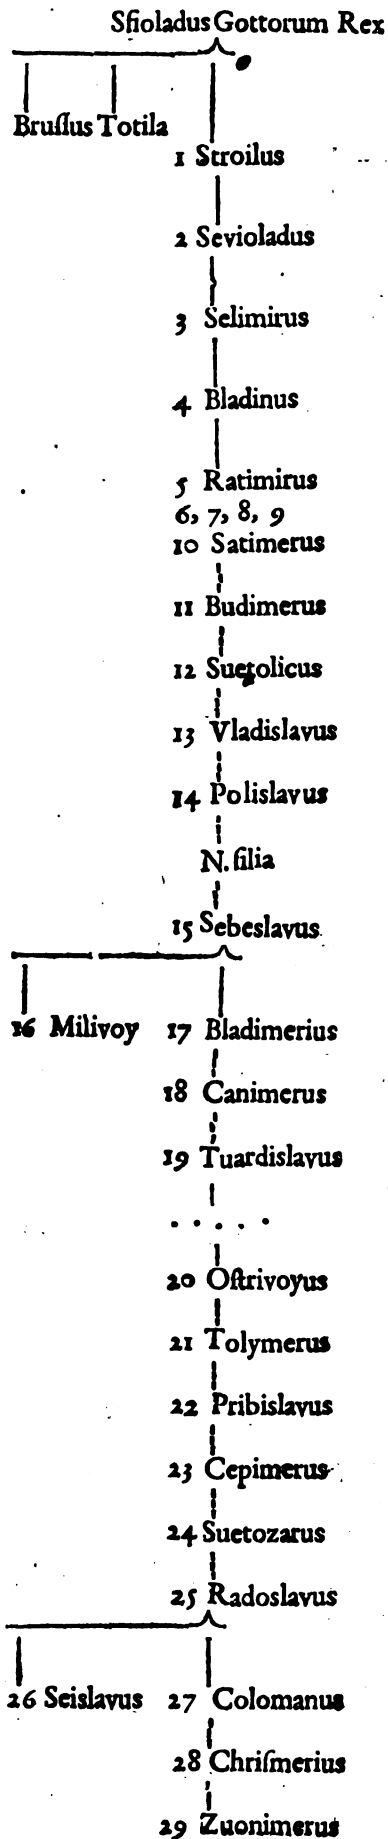 Sfioladus Gottorum Rex
Bruſſus Totila
1 Stroilus
2 Sevioladus
3 Selimirus
4 Bladinus
5 Ratimirus
6, 7, 8, 9
10 Satimerus
11 Budimerus
12 Suetolicus
13 Vladislavus
14 Polislavus
N. filia
15 Sebeslavus
16 Milivoy 17 Bladimerius
18 Canimerus
19 Tuardislavus
. . . . .
20 Oſtrivoyus
21 Tolymerus
22 Pribislavus
23 Cepimerus
24 Suetozarus
25 Radoslavus
26 Seislavus 27 Colomanus
28 Chriſmerius
29 Zuonimerus